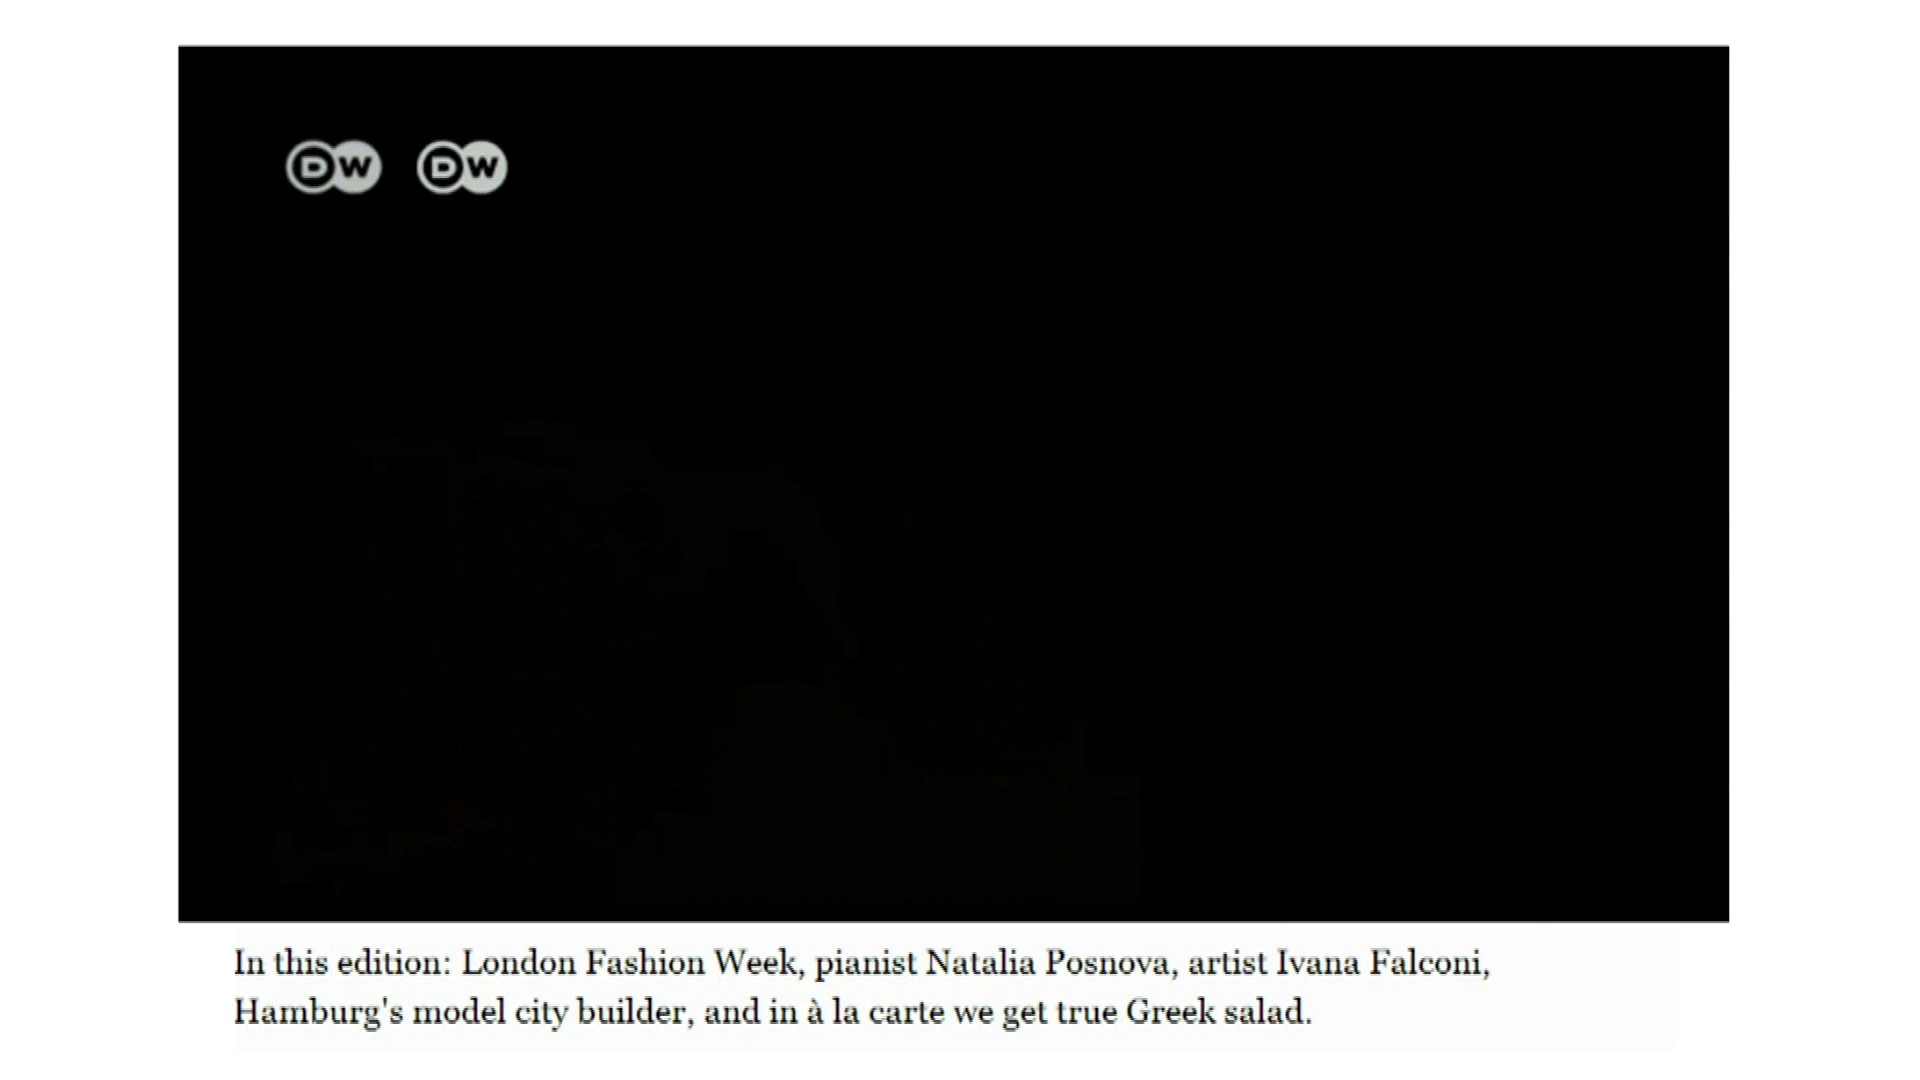 DW DW
In this edition: London Fashion Week, pianist Natalia Posnova, artist Ivana Falconi,
Hamburg's model city builder, and in à la carte we get true Greek salad.